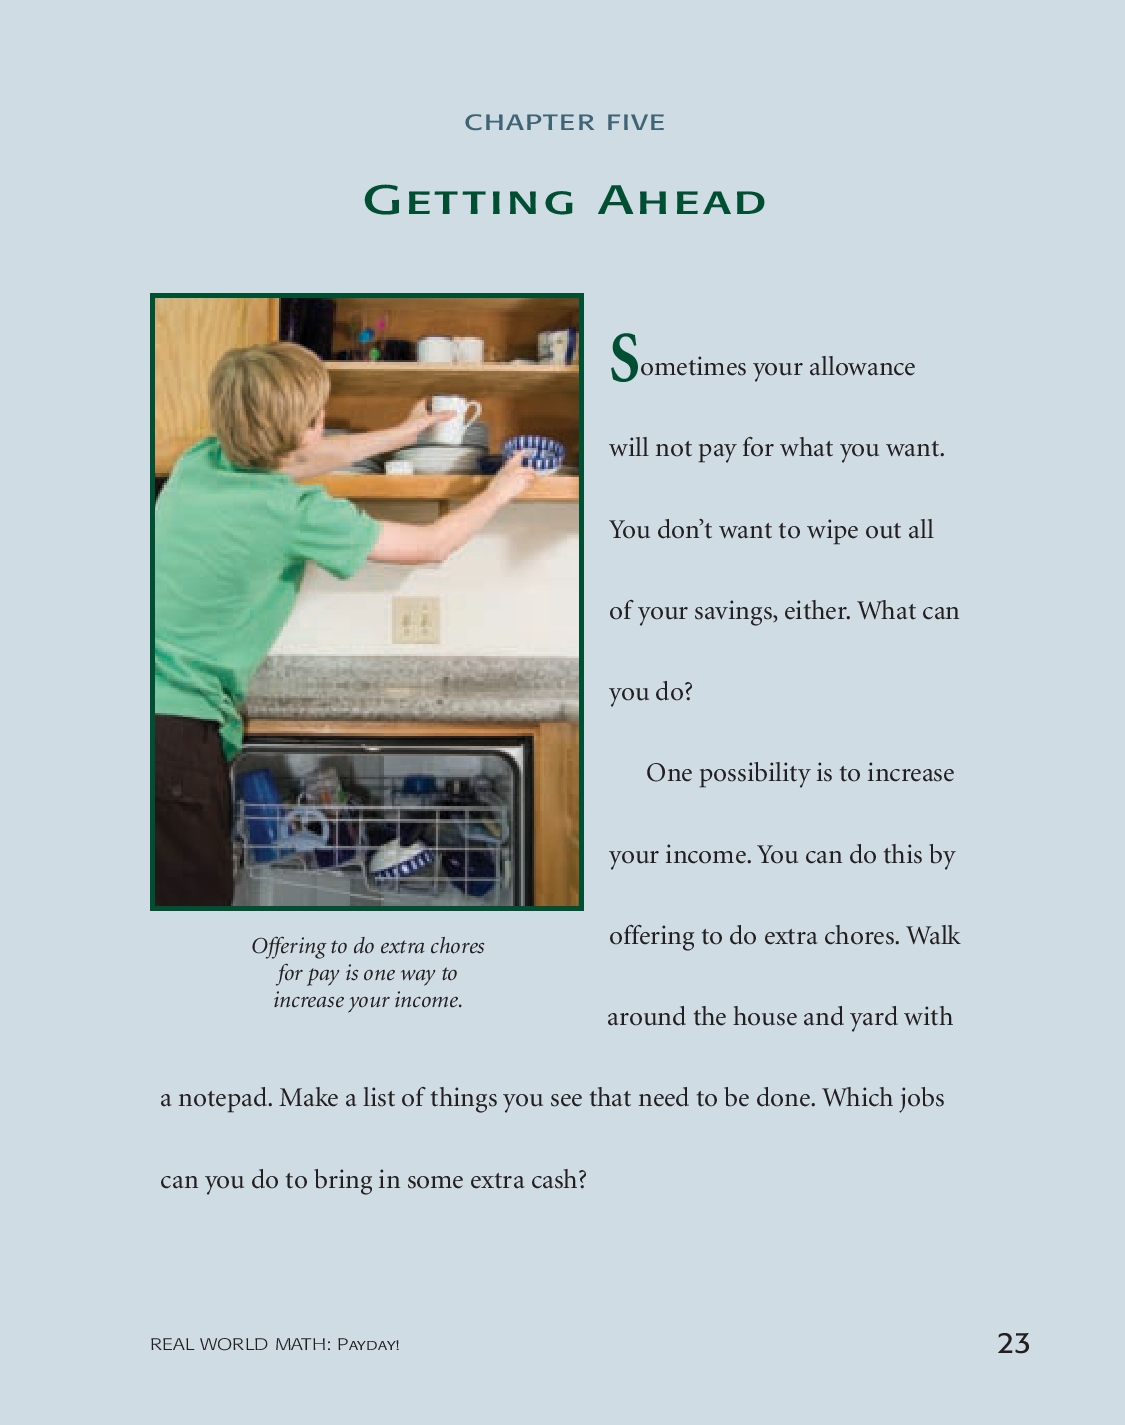 CHAPTER FIVE
GETTING AHEAD
Sometimes your allowance
will not pay for what you want.
You don’t want to wipe out all
of your savings, either. What can
you do?
One possibility is to increase
your income. You can do this by
offering to do extra chores. Walk
around the house and yard with
a notepad. Make a list of things you see that need to be done. Which jobs
can you do to bring in some extra cash?
Offering to do extra chores
for pay is one way to
increase your income.
REAL WORLD MATH: PAYDAY!
23